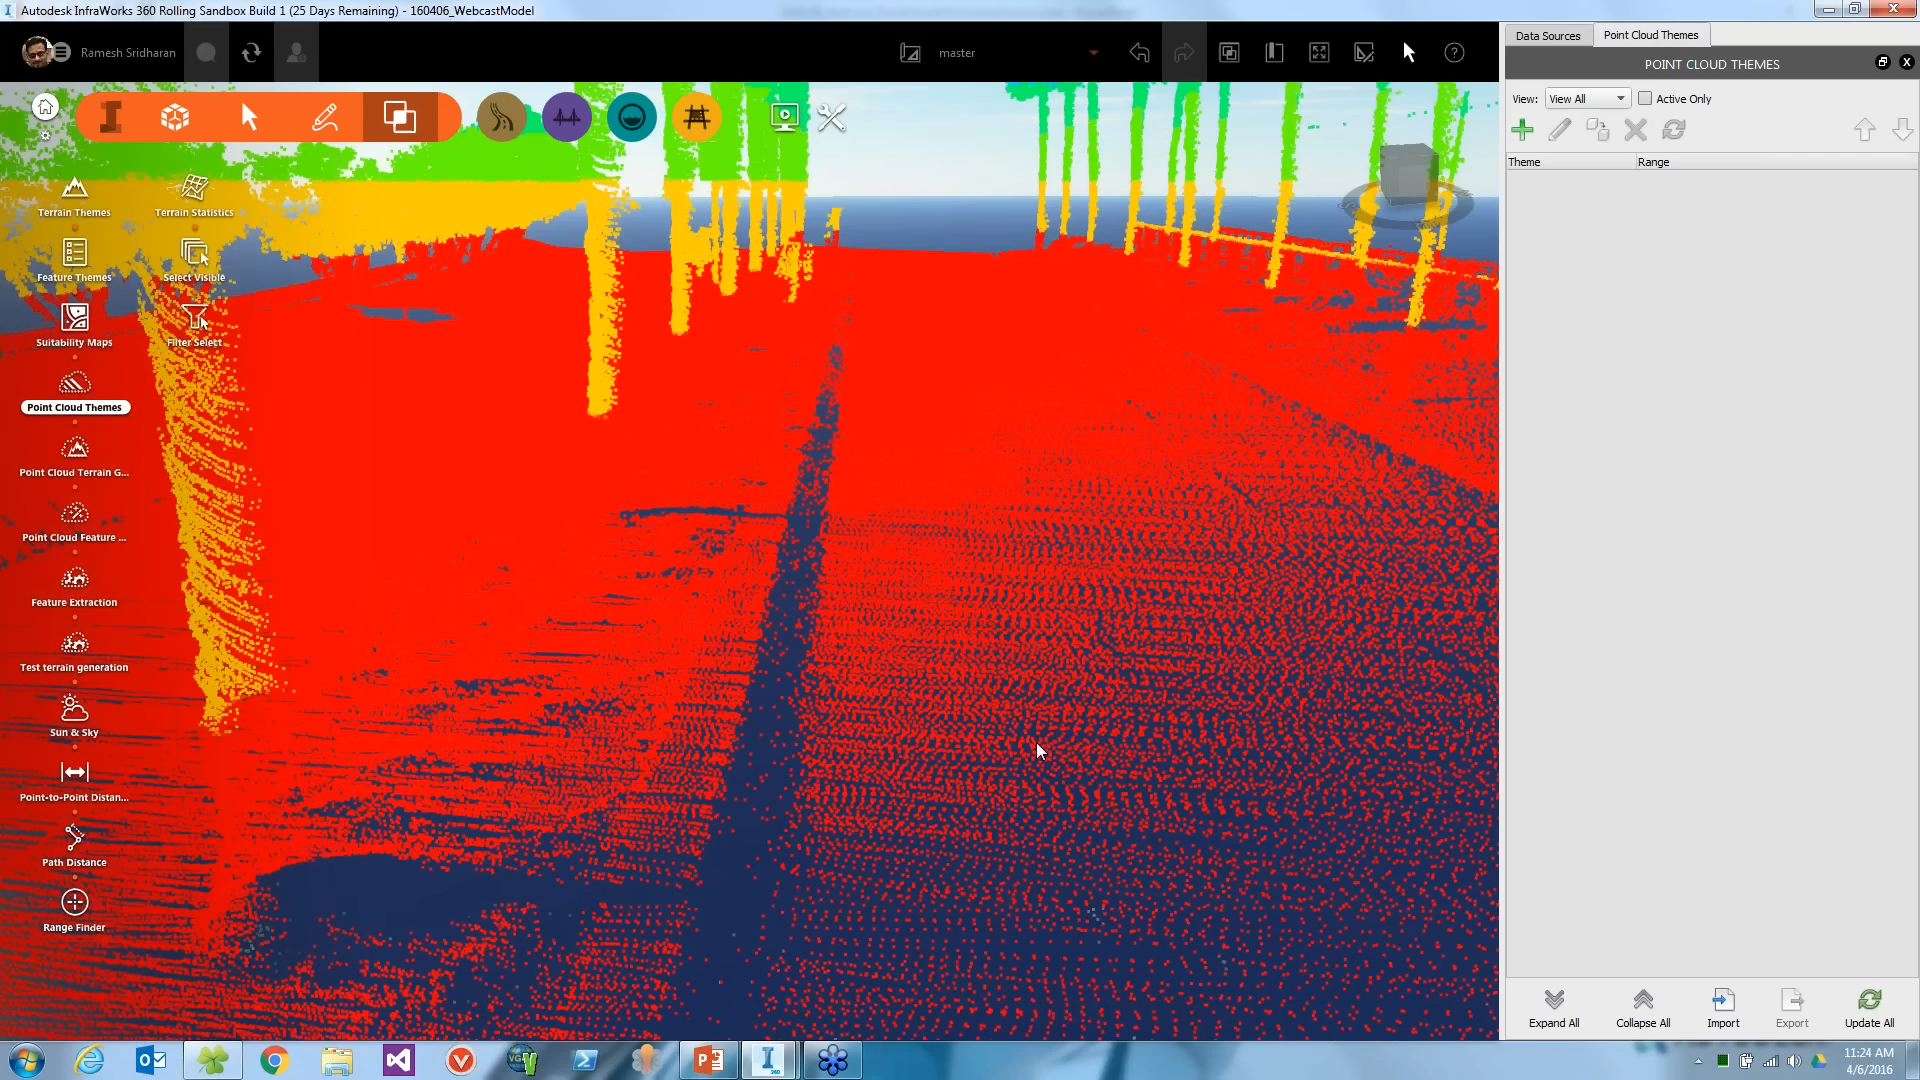 Autodesk InfraWorks 360 Rolling Sandbox Build 1 (25 Days Remaining) - 160406_WebcastModel
Ramesh Sridharan
master
Data Sources
Point Cloud Themes
POINT CLOUD THEMES
View:
View All
Active Only
Theme
Range
Terrain Themes
Terrain Statistics
Feature Themes
Select Visible
Suitability Maps
Filter Select
Point Cloud Themes
Point Cloud Terrain G...
Point Cloud Feature ...
Feature Extraction
Test terrain generation
Sun & Sky
Point-to-Point Distan...
Path Distance
Range Finder
Expand All
Collapse All
Import
Export
Update All
11:24 AM
4/6/2016